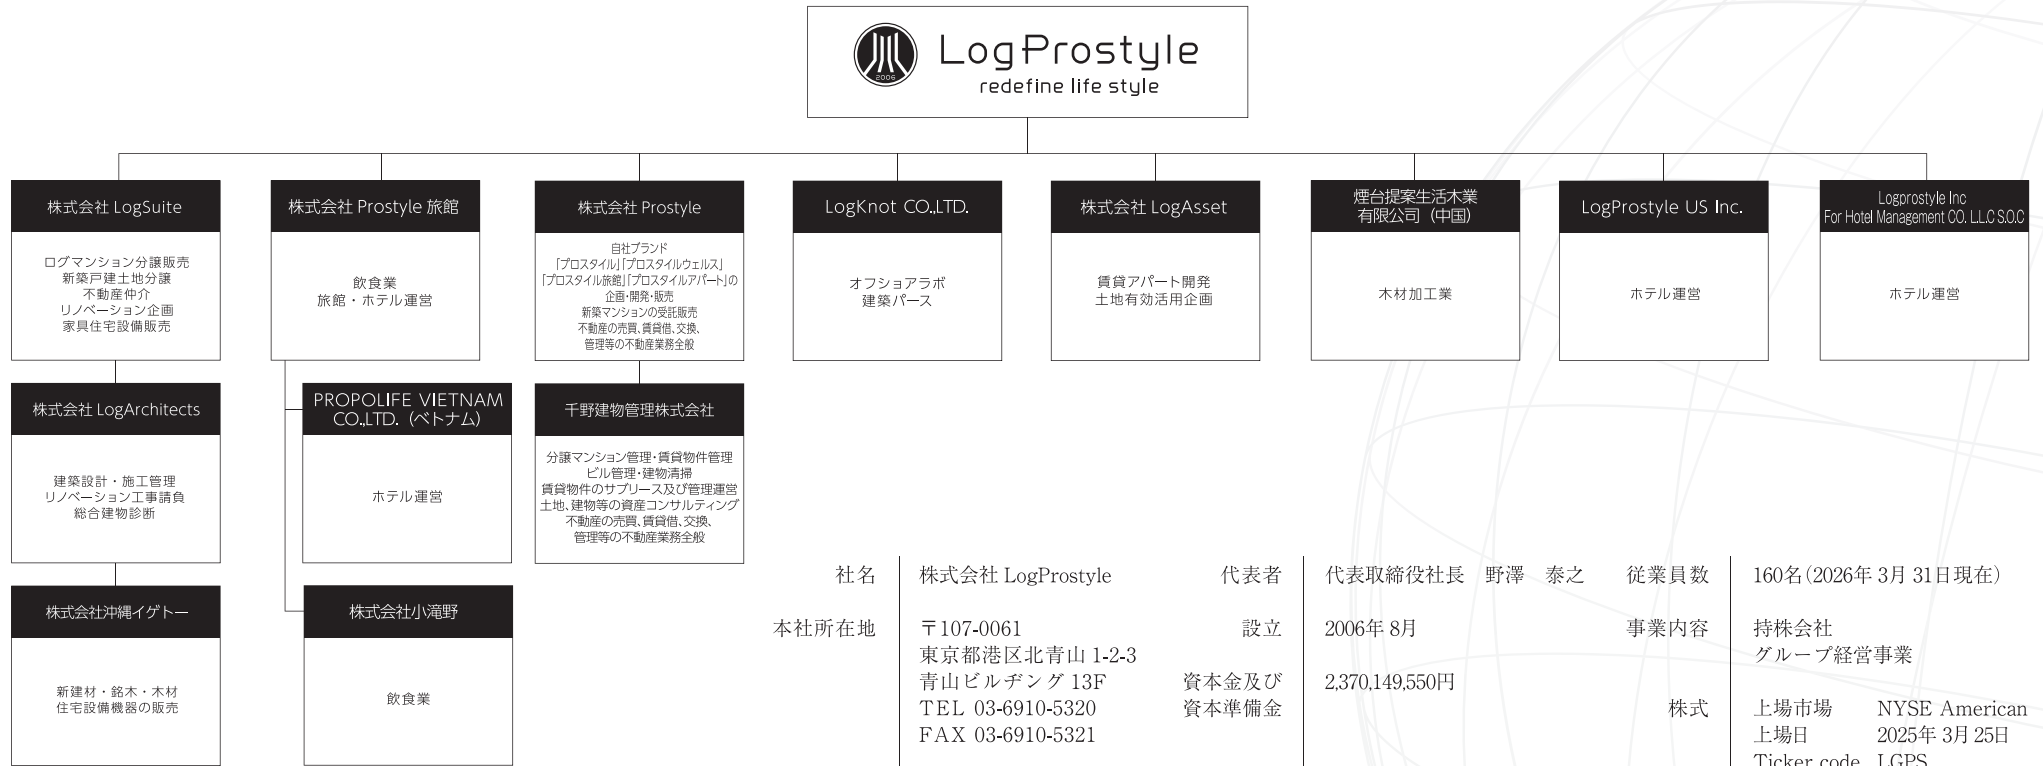 LogProstyle
redefine life style
2006
株式会社 LogSuite
ログマンション分譲販売
新築戸建土地分譲
不動産仲介
リノベーション企画
家具住宅設備販売
株式会社 Prostyle 旅館
飲食業
旅館・ホテル運営
株式会社 Prostyle
自社ブランド
「プロスタイル」「プロスタイルウェルス」
「プロスタイル旅館」「プロスタイルアパート」の
企画・開発・販売
新築マンションの受託販売
不動産の売買、賃貸借、交換、
管理等の不動産業務全般
LogKnot CO.,LTD.
オフショアラボ
建築パース
株式会社 LogAsset
賃貸アパート開発
土地有効活用企画
煙台提案生活木業
有限公司（中国）
木材加工業
LogProstyle US Inc.
ホテル運営
Logprostyle Inc
For Hotel Management CO. L.L.C S.O.C
ホテル運営
株式会社 LogArchitects
建築設計・施工管理
リノベーション工事請負
総合建物診断
PROPOLIFE VIETNAM
CO.,LTD.（ベトナム）
ホテル運営
千野建物管理株式会社
分譲マンション管理・賃貸物件管理
ビル管理・建物清掃
賃貸物件のサブリース及び管理運営
土地、建物等の資産コンサルティング
不動産の売買、賃貸借、交換、
管理等の不動産業務全般
株式会社沖縄イゲトー
新建材・銘木・木材
住宅設備機器の販売
株式会社小滝野
飲食業
社名 株式会社 LogProstyle
本社所在地 〒107-0061
東京都港区北青山 1-2-3
青山ビルヂング 13F
TEL 03-6910-5320
FAX 03-6910-5321
代表者 代表取締役社長 野澤 泰之
設立 2006年 8月
資本金及び 2,370,149,550円
資本準備金
従業員数 160名（2026年 3月 31日現在）
事業内容 持株会社
グループ経営事業
株式 上場市場 NYSE American
上場日 2025年 3月 25日
Ticker code LGPS